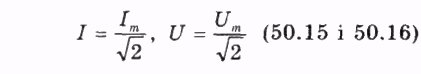 I = I_m/√2, U = U_m/√2 (50.15 і 50.16)